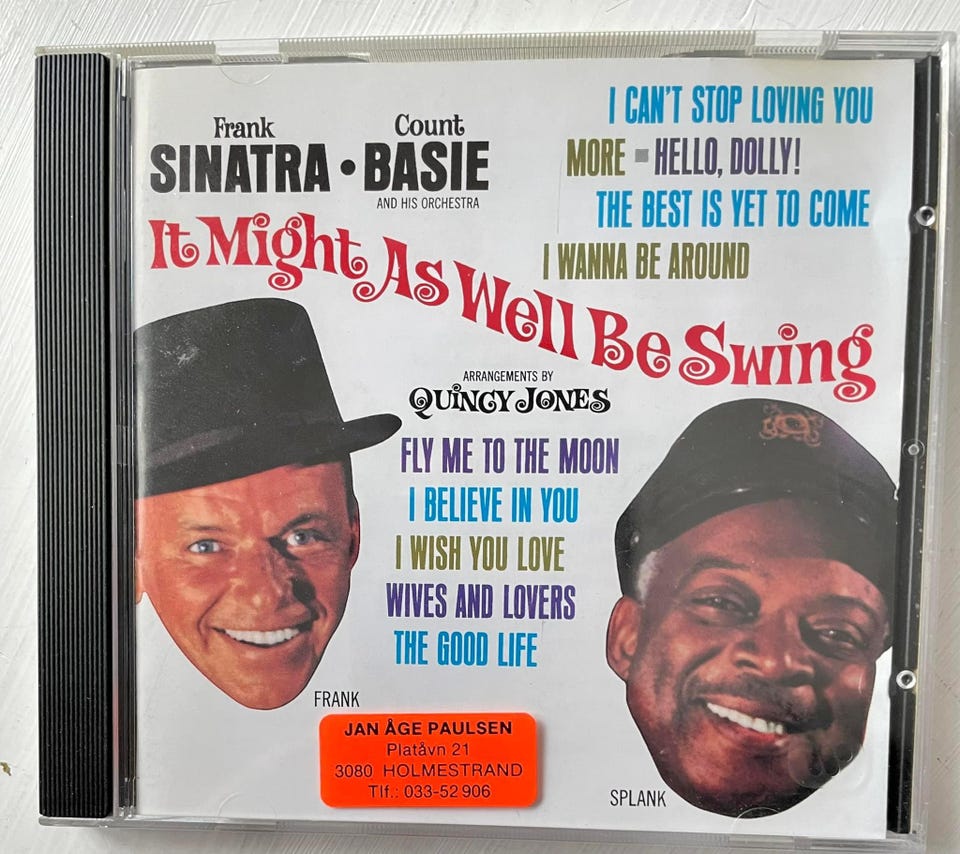 Frank
SINATRA • Count
BASIE
AND HIS ORCHESTRA
I CAN'T STOP LOVING YOU
MORE ▪ HELLO, DOLLY!
THE BEST IS YET TO COME
I WANNA BE AROUND
It Might As Well Be Swing
ARRANGEMENTS BY
QUINCY JONES
FLY ME TO THE MOON
I BELIEVE IN YOU
I WISH YOU LOVE
WIVES AND LOVERS
THE GOOD LIFE
FRANK
JAN ÅGE PAULSEN
Platåvn 21
3080 HOLMESTRAND
Tlf.: 033-52 906
SPLANK